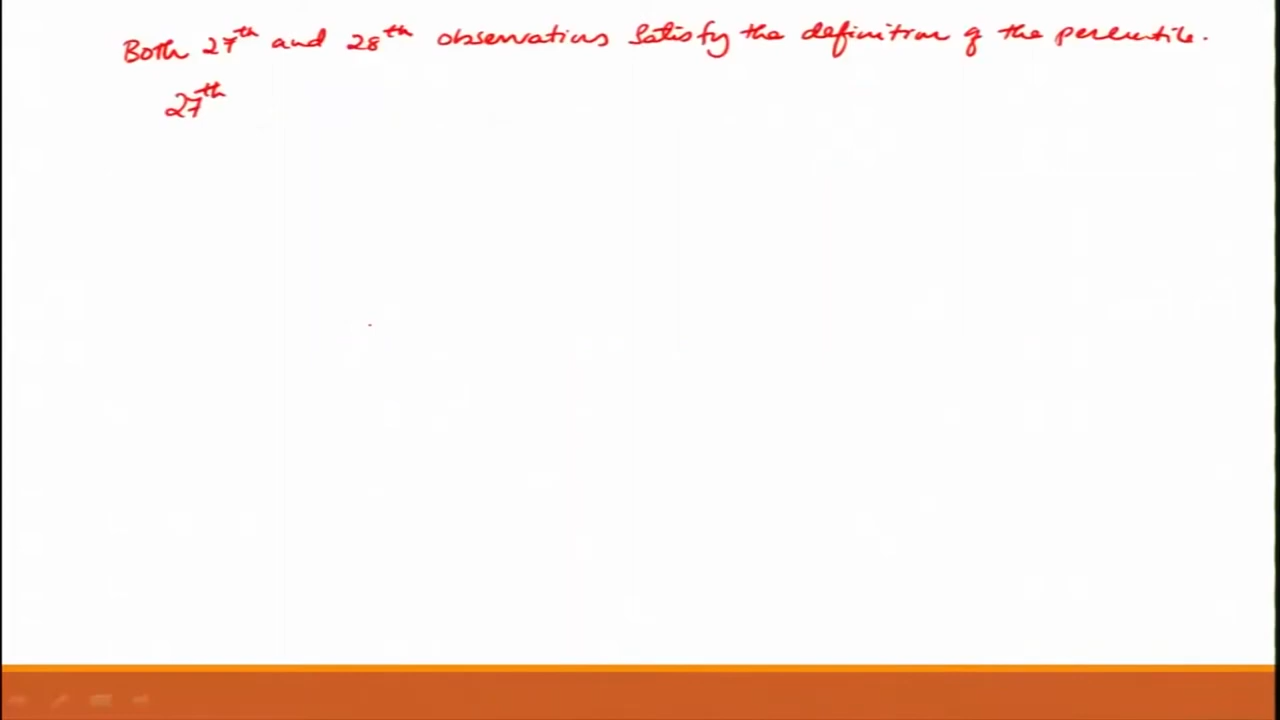 Both 27th and 28th observations satisfy the definition of the percentile.
27th